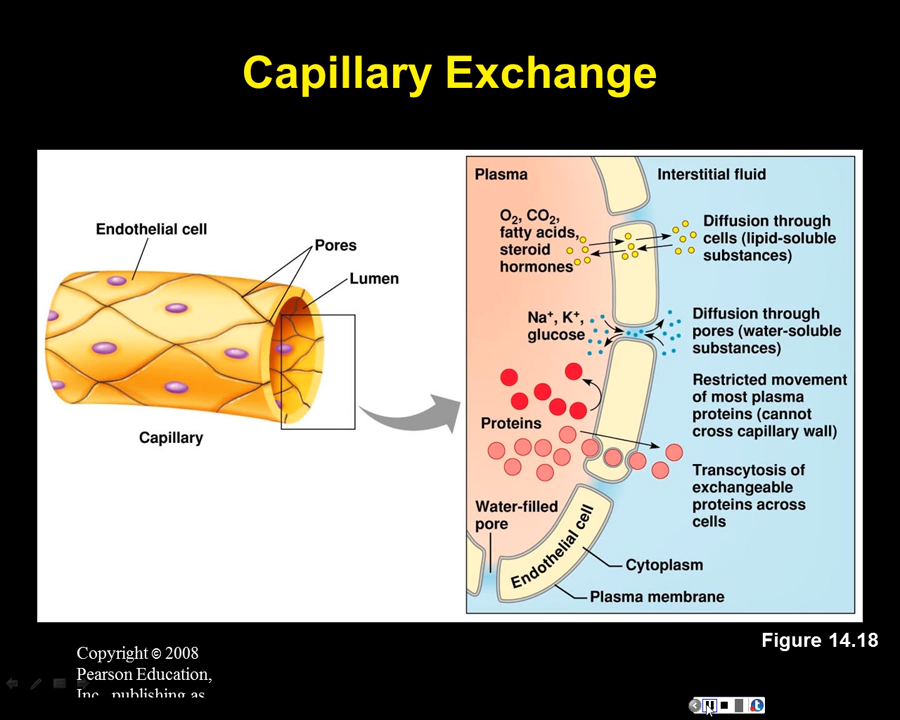 Capillary Exchange
Endothelial cell
Pores
Lumen
Capillary
Plasma
Interstitial fluid
O₂, CO₂,
fatty acids,
steroid
hormones
Diffusion through
cells (lipid-soluble
substances)
Na⁺, K⁺,
glucose
Diffusion through
pores (water-soluble
substances)
Restricted movement
of most plasma
proteins (cannot
cross capillary wall)
Proteins
Transcytosis of
exchangeable
proteins across
cells
Water-filled
pore
Endothelial cell
Cytoplasm
Plasma membrane
Figure 14.18
Copyright © 2008
Pearson Education,
Inc., publishing as